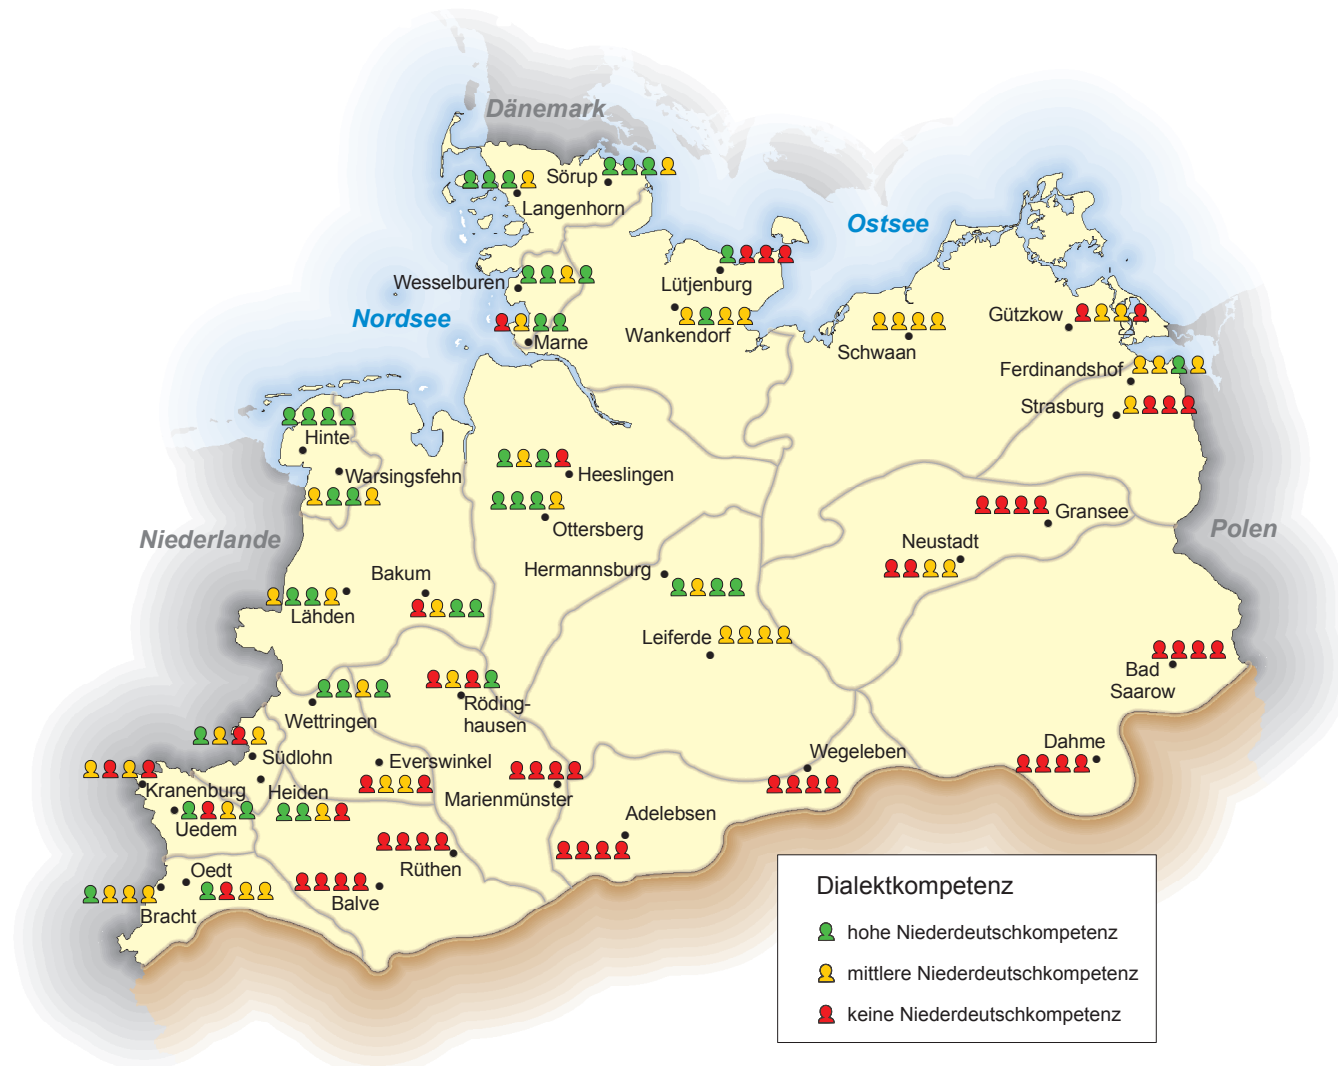 Dänemark
Sörup
Langenhorn
Ostsee
Wesselburen
Lütjenburg
Nordsee
Marne
Wankendorf
Schwaan
Gützkow
Ferdinandshof
Strasburg
Hinte
Warsingsfehn
Heeslingen
Ottersberg
Gransee
Niederlande
Polen
Neustadt
Hermannsburg
Bakum
Lähden
Leiferde
Bad
Saarow
Röding-
hausen
Wettringen
Südlohn
Everswinkel
Wegeleben
Dahme
Kranenburg
Heiden
Marienmünster
Uedem
Adelebsen
Oedt
Rüthen
Balve
Bracht
Dialektkompetenz
hohe Niederdeutschkompetenz
mittlere Niederdeutschkompetenz
keine Niederdeutschkompetenz